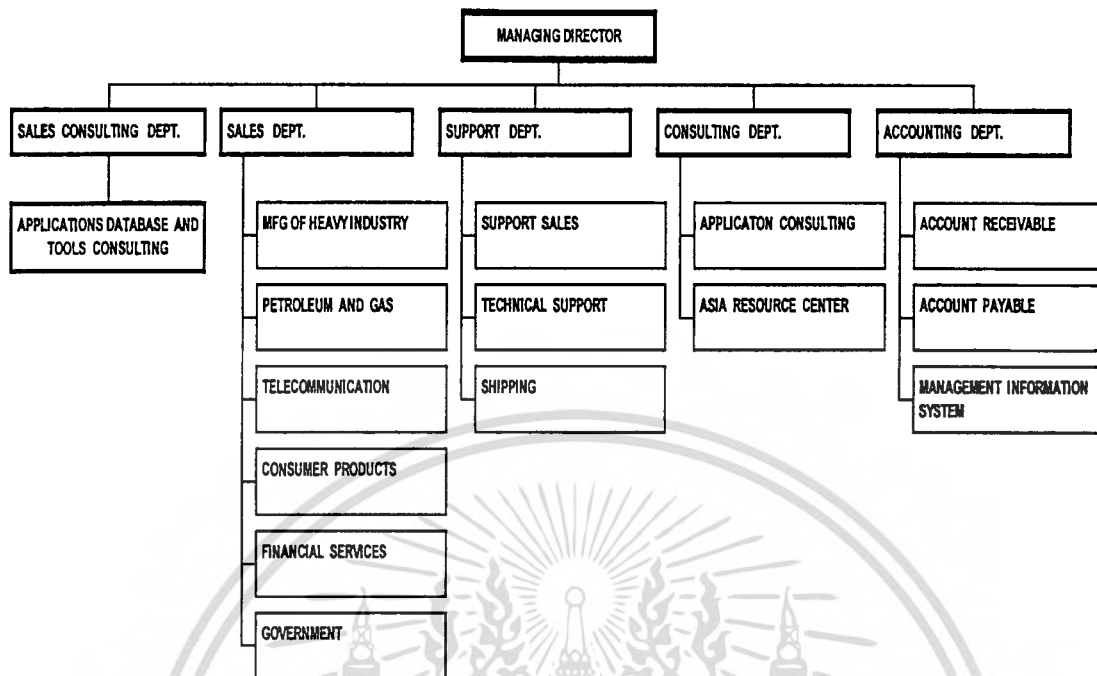 MANAGING DIRECTOR
SALES CONSULTING DEPT.
SALES DEPT.
SUPPORT DEPT.
CONSULTING DEPT.
ACCOUNTING DEPT.
APPLICATIONS DATABASE AND
TOOLS CONSULTING
MFG OF HEAVY INDUSTRY
PETROLEUM AND GAS
TELECOMMUNICATION
CONSUMER PRODUCTS
FINANCIAL SERVICES
GOVERNMENT
SUPPORT SALES
TECHNICAL SUPPORT
SHIPPING
APPLICATON CONSULTING
ASIA RESOURCE CENTER
ACCOUNT RECEIVABLE
ACCOUNT PAYABLE
MANAGEMENT INFORMATION
SYSTEM